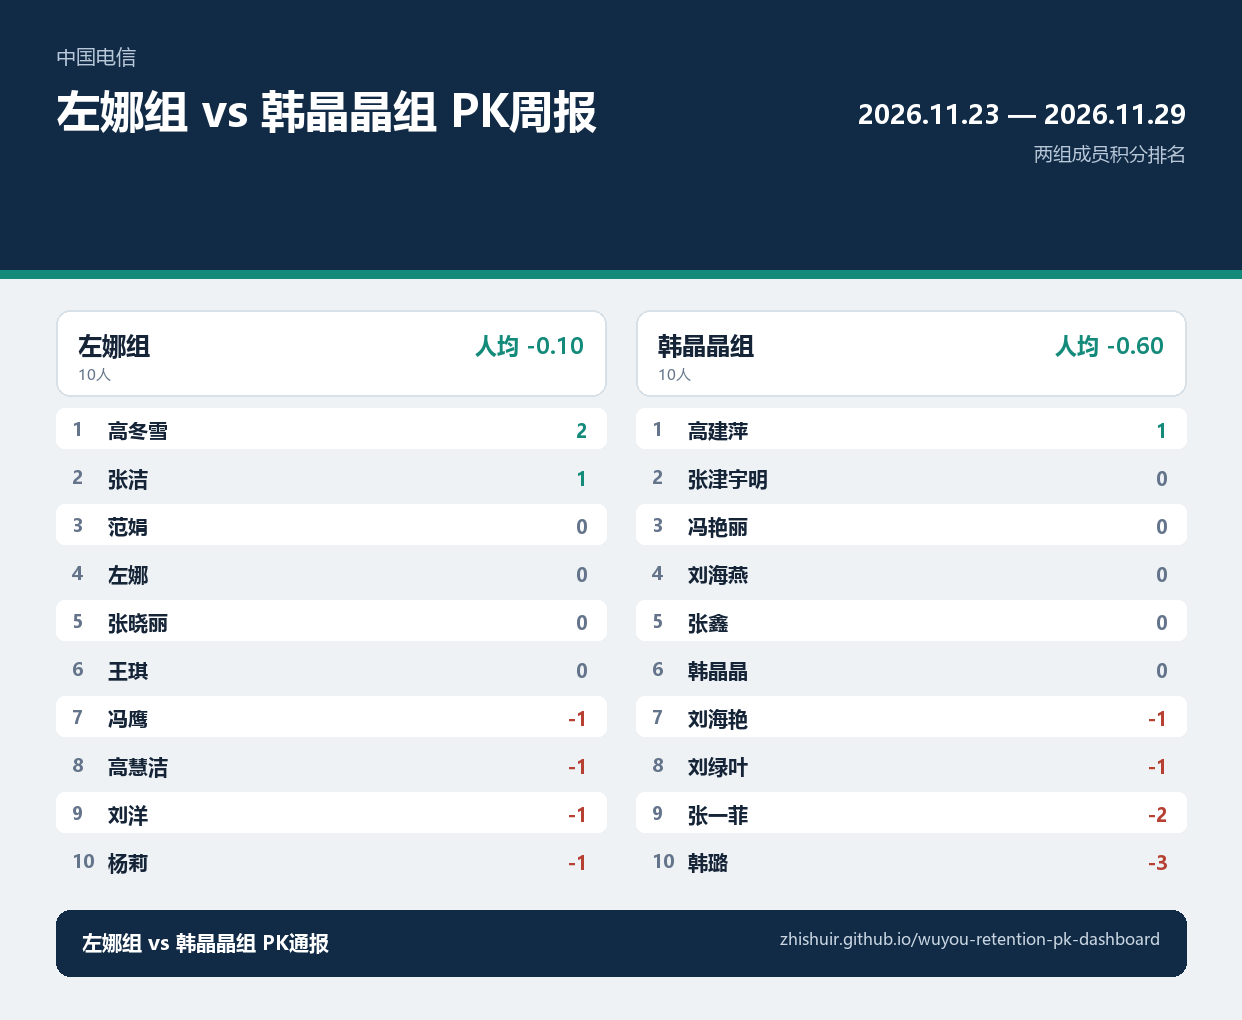 中国电信
左娜组 vs 韩晶晶组 PK周报
2026.11.23 — 2026.11.29
两组成员积分排名
左娜组 人均 -0.10
10人
1 高冬雪 2
2 张洁 1
3 范娟 0
4 左娜 0
5 张晓丽 0
6 王琪 0
7 冯鹰 -1
8 高慧洁 -1
9 刘洋 -1
10 杨莉 -1
韩晶晶组 人均 -0.60
10人
1 高建萍 1
2 张津宇明 0
3 冯艳丽 0
4 刘海燕 0
5 张鑫 0
6 韩晶晶 0
7 刘海艳 -1
8 刘绿叶 -1
9 张一菲 -2
10 韩璐 -3
左娜组 vs 韩晶晶组 PK通报
zhishuir.github.io/wuyou-retention-pk-dashboard